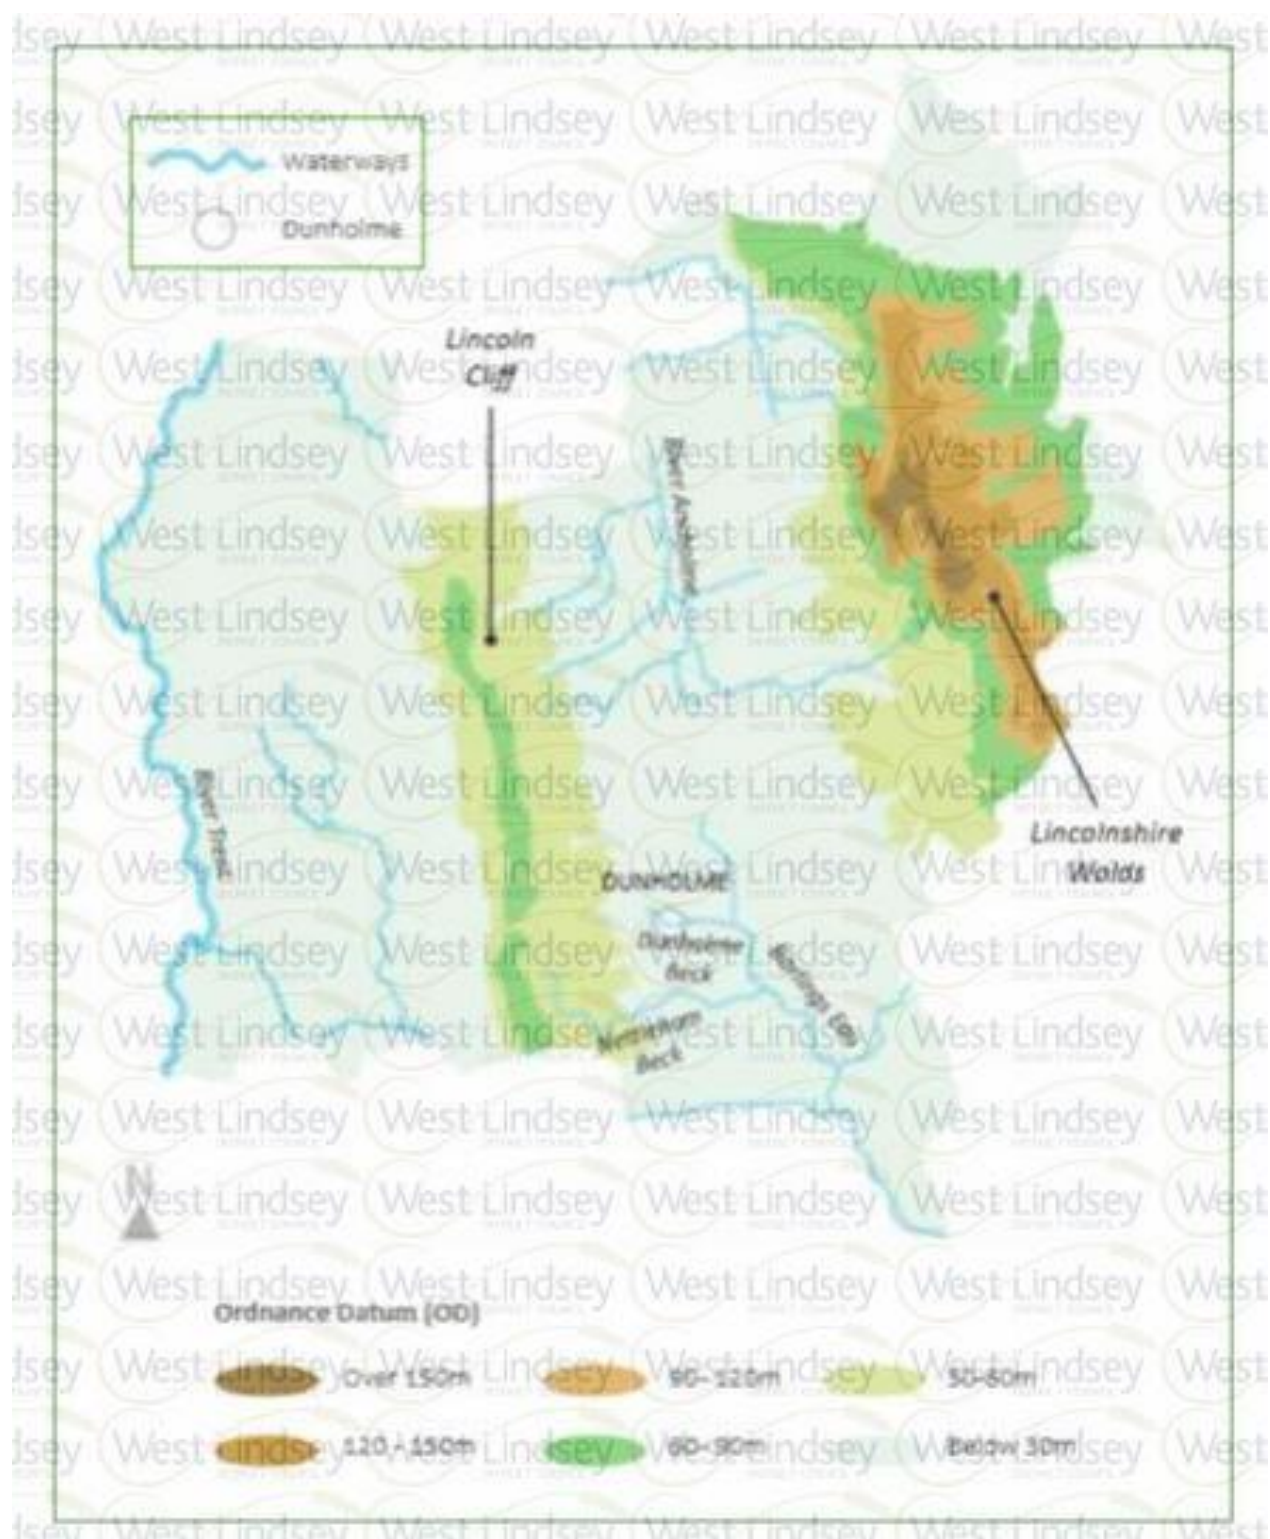 West Lindsey
Waterways
Dunholme
Lincoln
Cliff
River Ancholme
River Trent
Lincolnshire
Wolds
DUNHOLME
Dunholme
Beck
Barlings Eau
Nettleham
Beck
N
Ordnance Datum (OD)
Over 150m
90-120m
30-60m
120-150m
60-90m
Below 30m